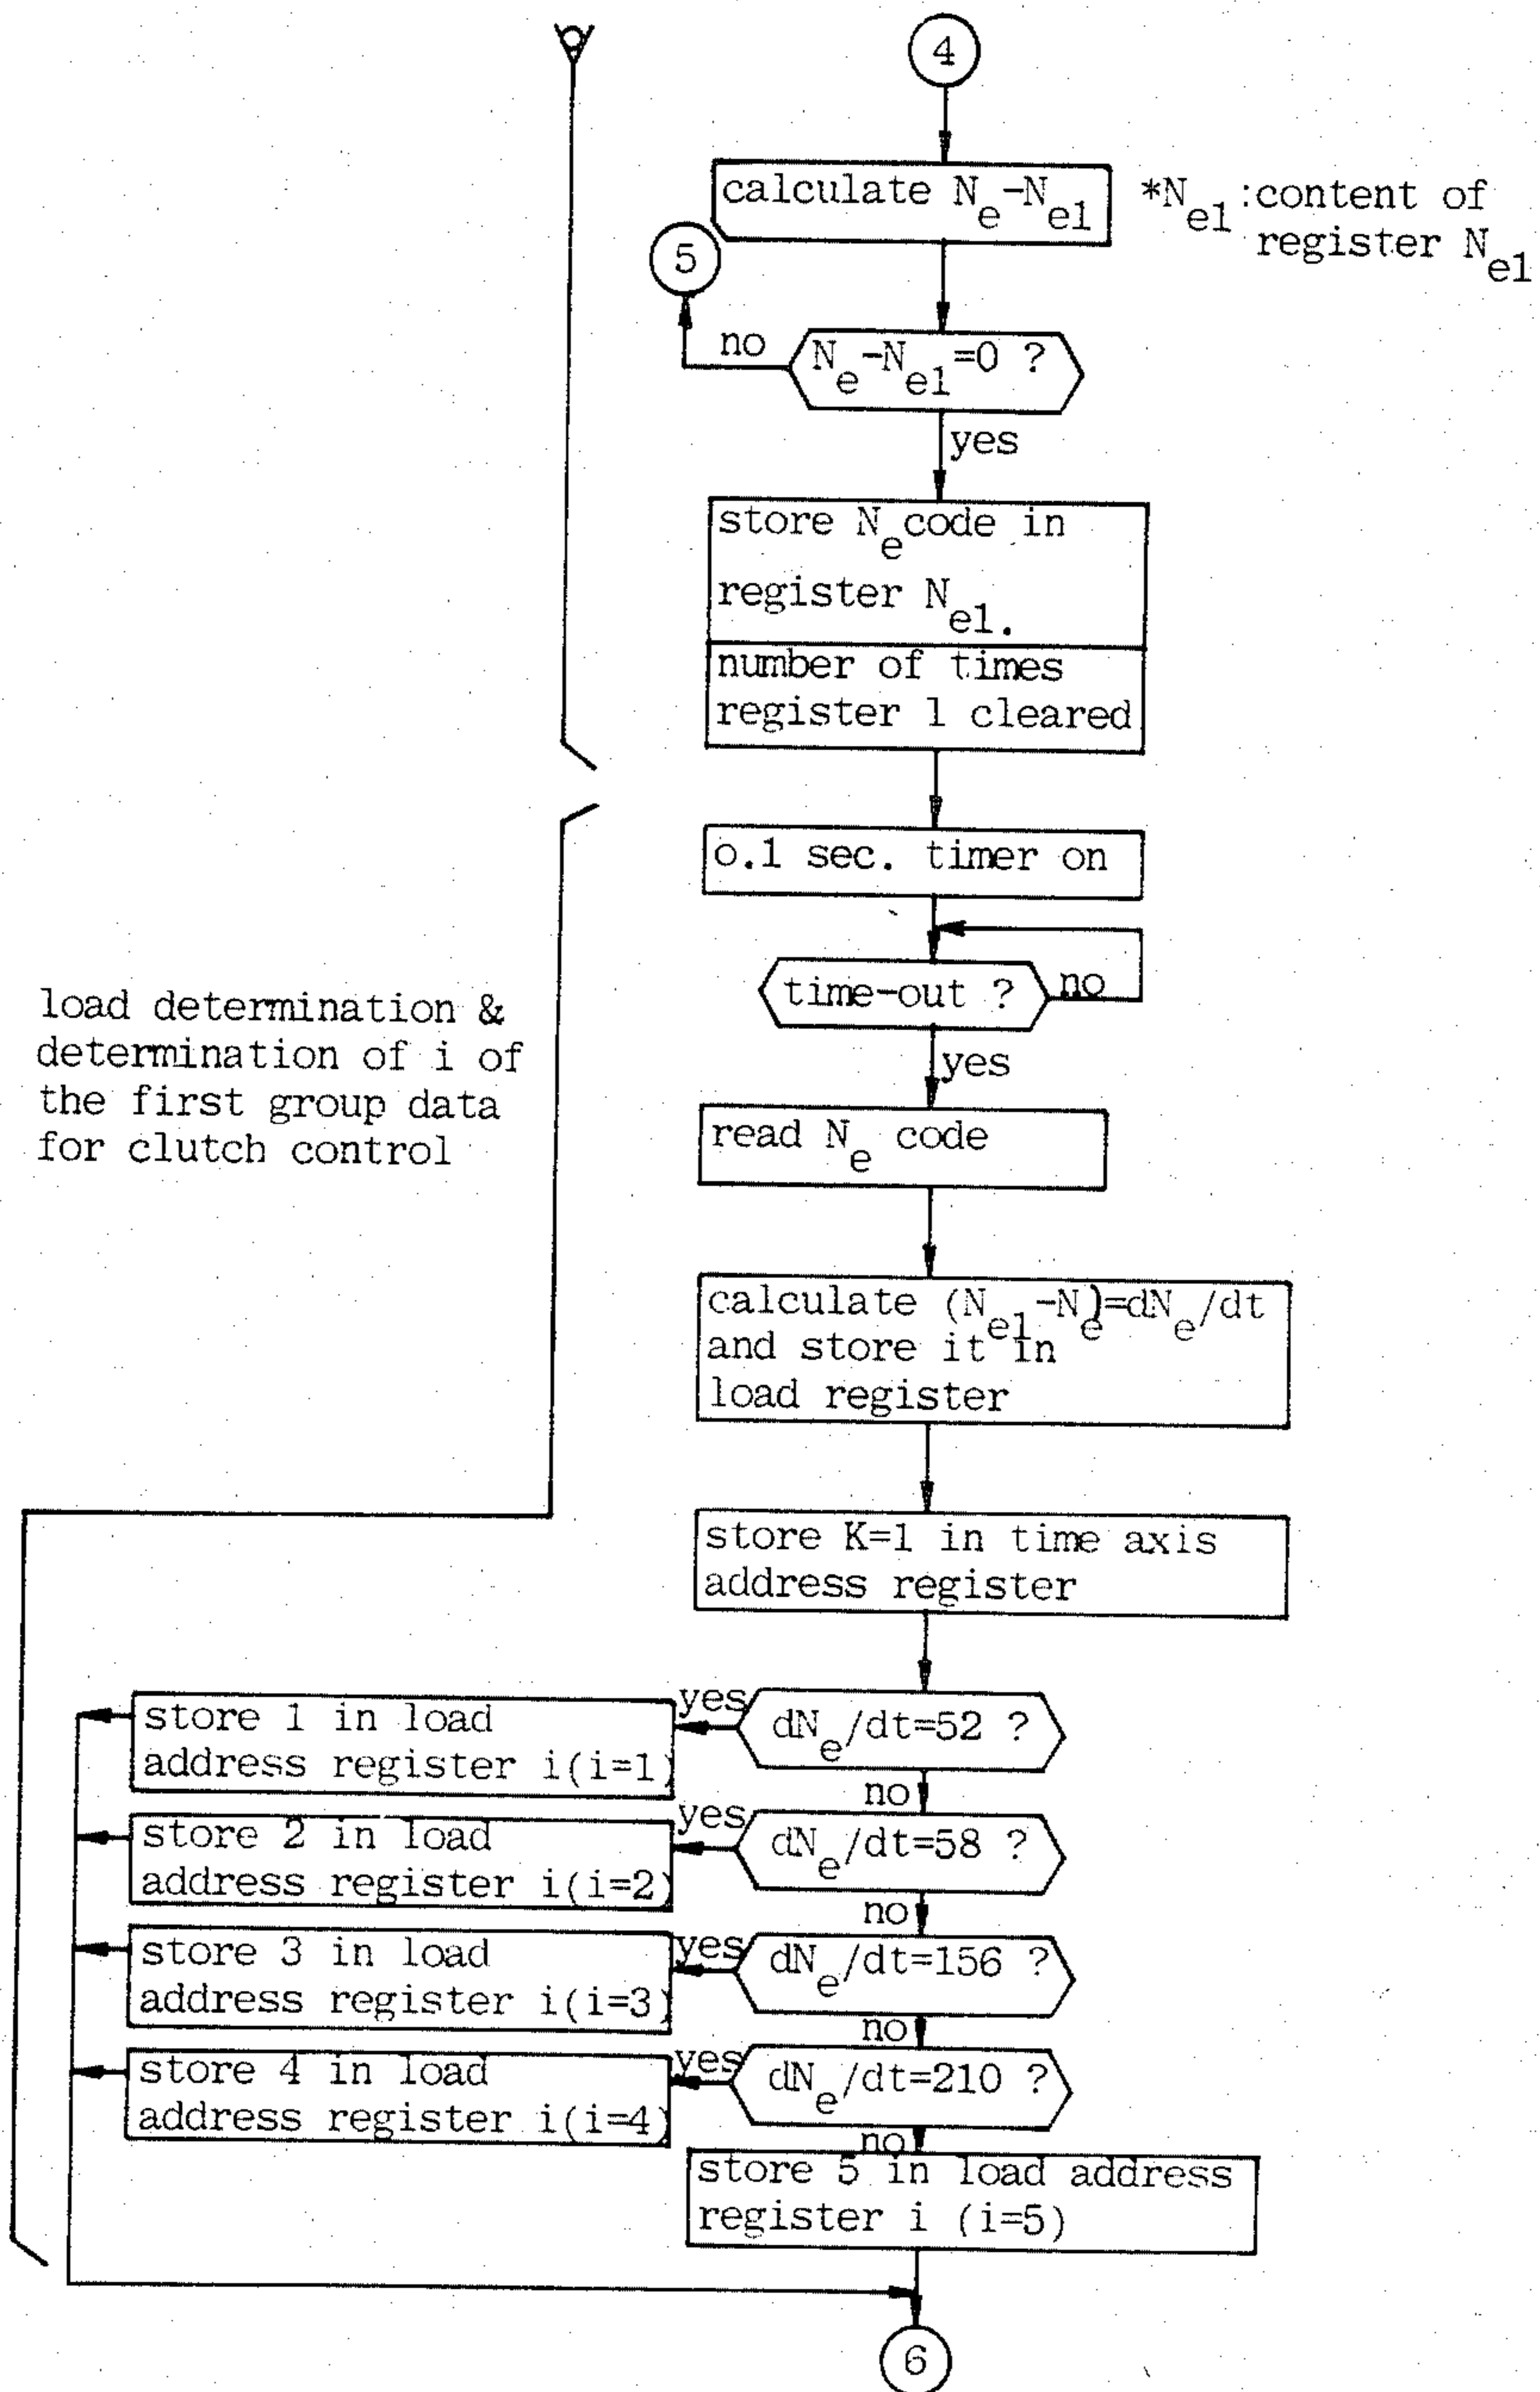 4
calculate Ne-Ne1
*Ne1:content of
register Ne1
5
no
Ne-Ne1=0 ?
yes
store Ne code in
register Ne1.
number of times
register 1 cleared
o.1 sec. timer on
time-out ?
no
yes
load determination &
determination of i of
the first group data
for clutch control
read Ne code
calculate (Ne1-Ne)=dNe/dt
and store it in
load register
store K=1 in time axis
address register
dNe/dt=52 ?
yes
store 1 in load
address register i(i=1)
no
dNe/dt=58 ?
yes
store 2 in load
address register i(i=2)
no
dNe/dt=156 ?
yes
store 3 in load
address register i(i=3)
no
dNe/dt=210 ?
yes
store 4 in load
address register i(i=4)
no
store 5 in load address
register i (i=5)
6